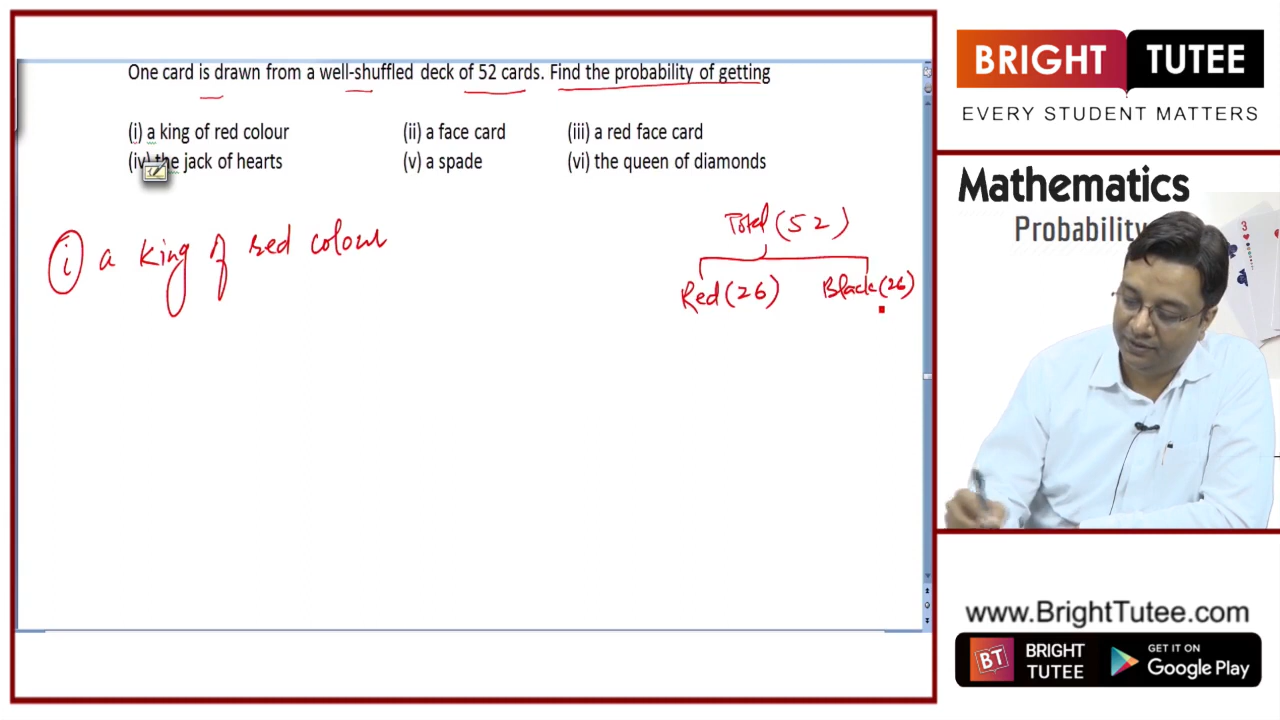 One card is drawn from a well-shuffled deck of 52 cards. Find the probability of getting
(i) a king of red colour (ii) a face card (iii) a red face card
(iv) the jack of hearts (v) a spade (vi) the queen of diamonds
Total (52)
(i) a king of red colour
Red (26) Black (26)
BRIGHT TUTEE
EVERY STUDENT MATTERS
Mathematics
Probability
3
www.BrightTutee.com
BT BRIGHT TUTEE
GET IT ON
Google Play